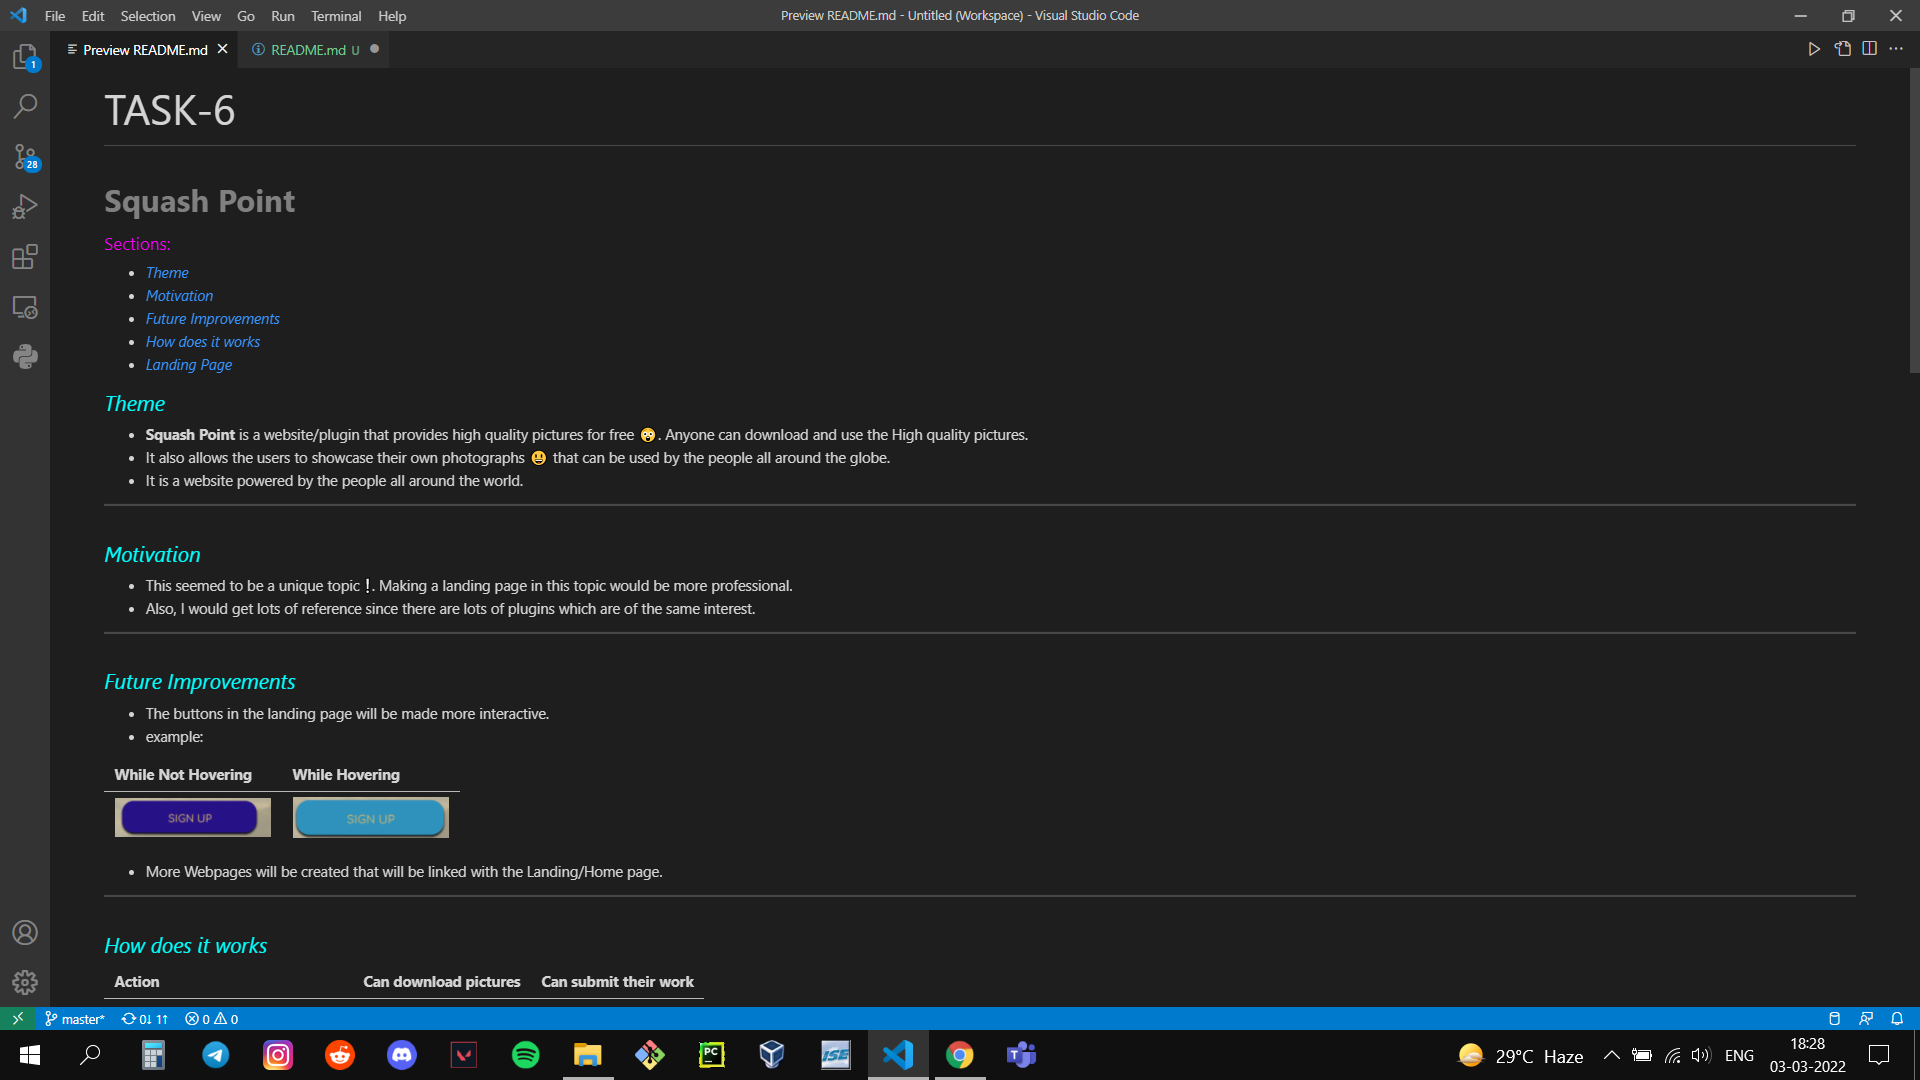 File Edit Selection View Go Run Terminal Help
Preview README.md - Untitled (Workspace) - Visual Studio Code
Preview README.md
README.md U
1
28
TASK-6
Squash Point
Sections:
Theme
Motivation
Future Improvements
How does it works
Landing Page
Theme
Squash Point is a website/plugin that provides high quality pictures for free 😲. Anyone can download and use the High quality pictures.
It also allows the users to showcase their own photographs 😃 that can be used by the people all around the globe.
It is a website powered by the people all around the world.
Motivation
This seemed to be a unique topic ❕. Making a landing page in this topic would be more professional.
Also, I would get lots of reference since there are lots of plugins which are of the same interest.
Future Improvements
The buttons in the landing page will be made more interactive.
example:
While Not Hovering While Hovering
SIGN UP SIGN UP
More Webpages will be created that will be linked with the Landing/Home page.
How does it works
Action Can download pictures Can submit their work
master* 0↓ 1↑ 0 0
PC ISE T
29°C Haze ENG 18:28
03-03-2022